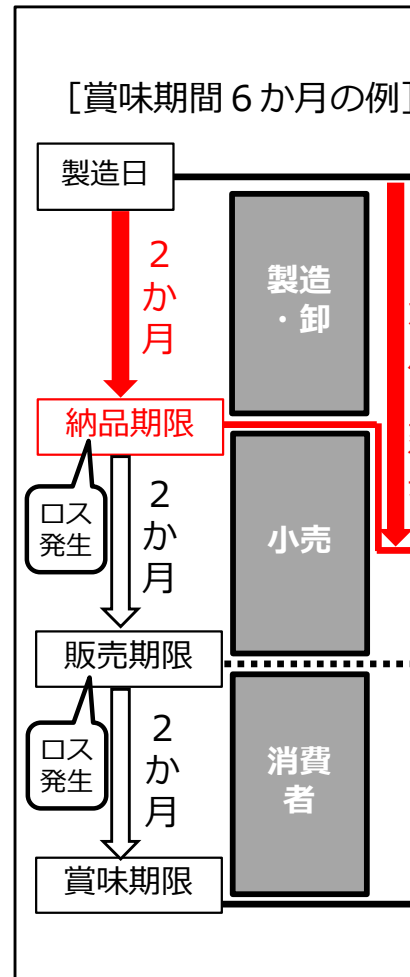 ［賞味期間６か月の例］
製造日
２か月
製造
・卸
納品期限
ロス
発生
２か月
小売
販売期限
ロス
発生
２か月
消費
者
賞味期限